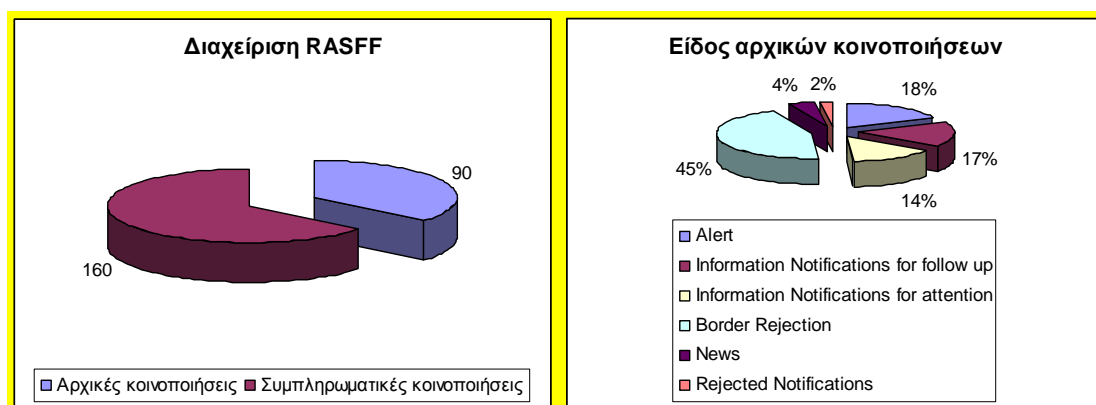 Διαχείριση RASFF
90
160
Αρχικές κοινοποιήσεις
Συμπληρωματικές κοινοποιήσεις
Είδος αρχικών κοινοποιήσεων
4%
2%
18%
45%
17%
14%
Alert
Information Notifications for follow up
Information Notifications for attention
Border Rejection
News
Rejected Notifications